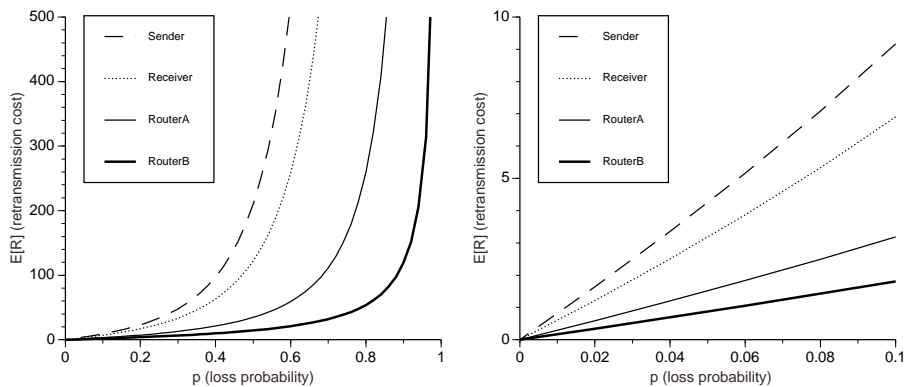 500
400
300
200
100
0
E[R] (retransmission cost)
Sender
Receiver
RouterA
RouterB
0
0.2
0.4
0.6
0.8
1
p (loss probability)
10
5
0
E[R] (retransmission cost)
Sender
Receiver
RouterA
RouterB
0
0.02
0.04
0.06
0.08
0.1
p (loss probability)